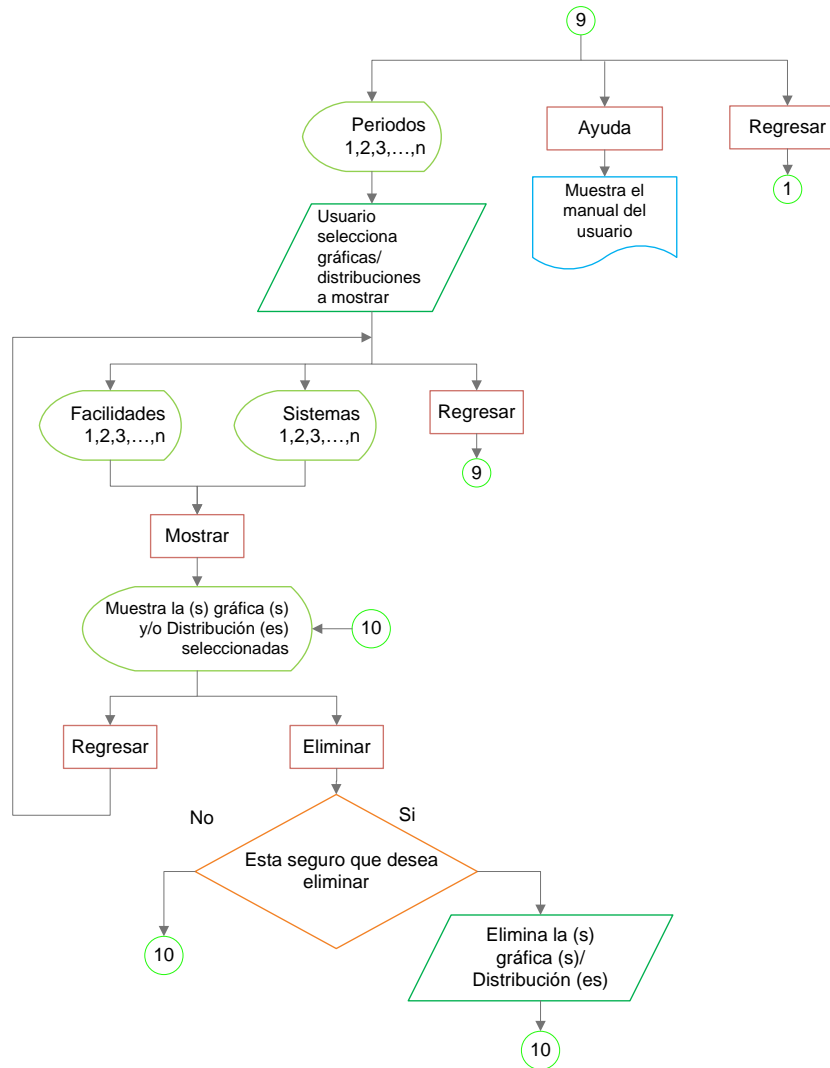 9
Periodos
1,2,3,…,n
Ayuda
Regresar
Muestra el
manual del
usuario
1
Usuario
selecciona
gráficas/
distribuciones
a mostrar
Facilidades
1,2,3,…,n
Sistemas
1,2,3,…,n
Regresar
9
Mostrar
Muestra la (s) gráfica (s)
y/o Distribución (es)
seleccionadas
10
Regresar
Eliminar
No
Si
Esta seguro que desea
eliminar
10
Elimina la (s)
gráfica (s)/
Distribución (es)
10